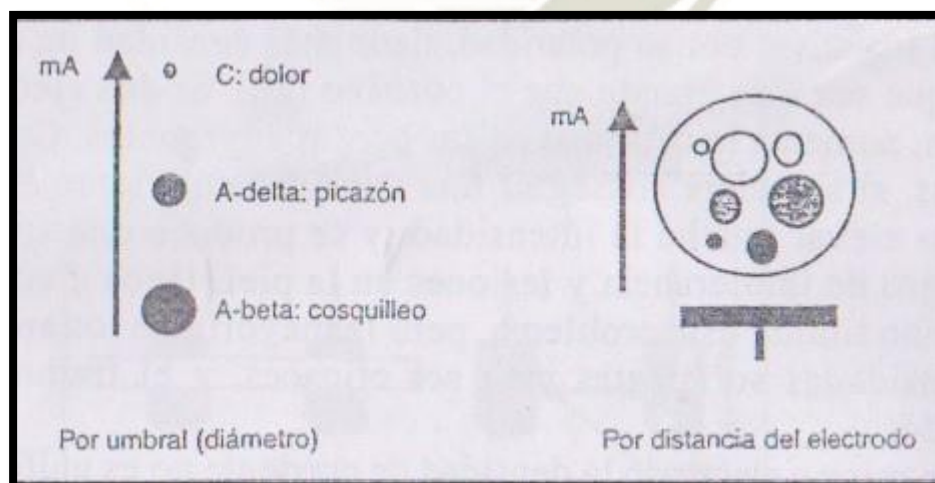 mA
C: dolor
A-delta: picazón
A-beta: cosquilleo
Por umbral (diámetro)
mA
Por distancia del electrodo